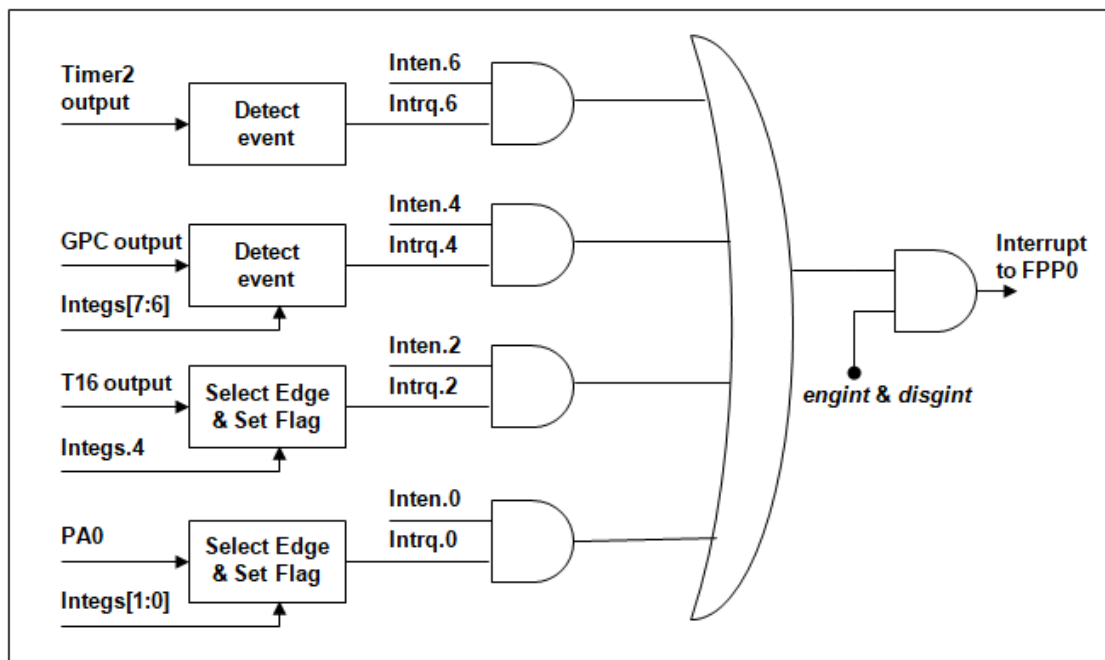 Timer2
output
Detect
event
Inten.6
Intrq.6
GPC output
Integs[7:6]
Detect
event
Inten.4
Intrq.4
T16 output
Integs.4
Select Edge
& Set Flag
Inten.2
Intrq.2
PA0
Integs[1:0]
Select Edge
& Set Flag
Inten.0
Intrq.0
engint & disgint
Interrupt
to FPP0